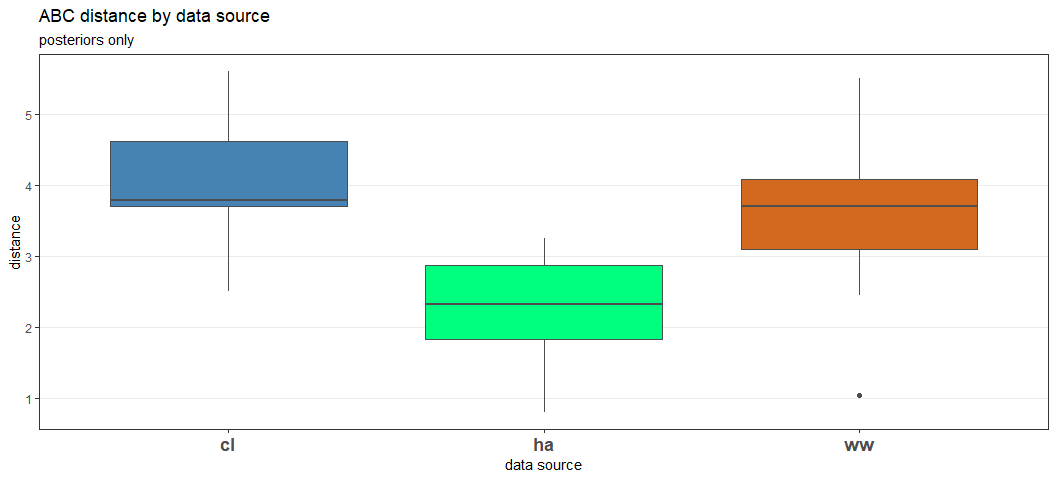 ABC distance by data source
posteriors only
distance
5
4
3
2
1
cl ha ww
data source